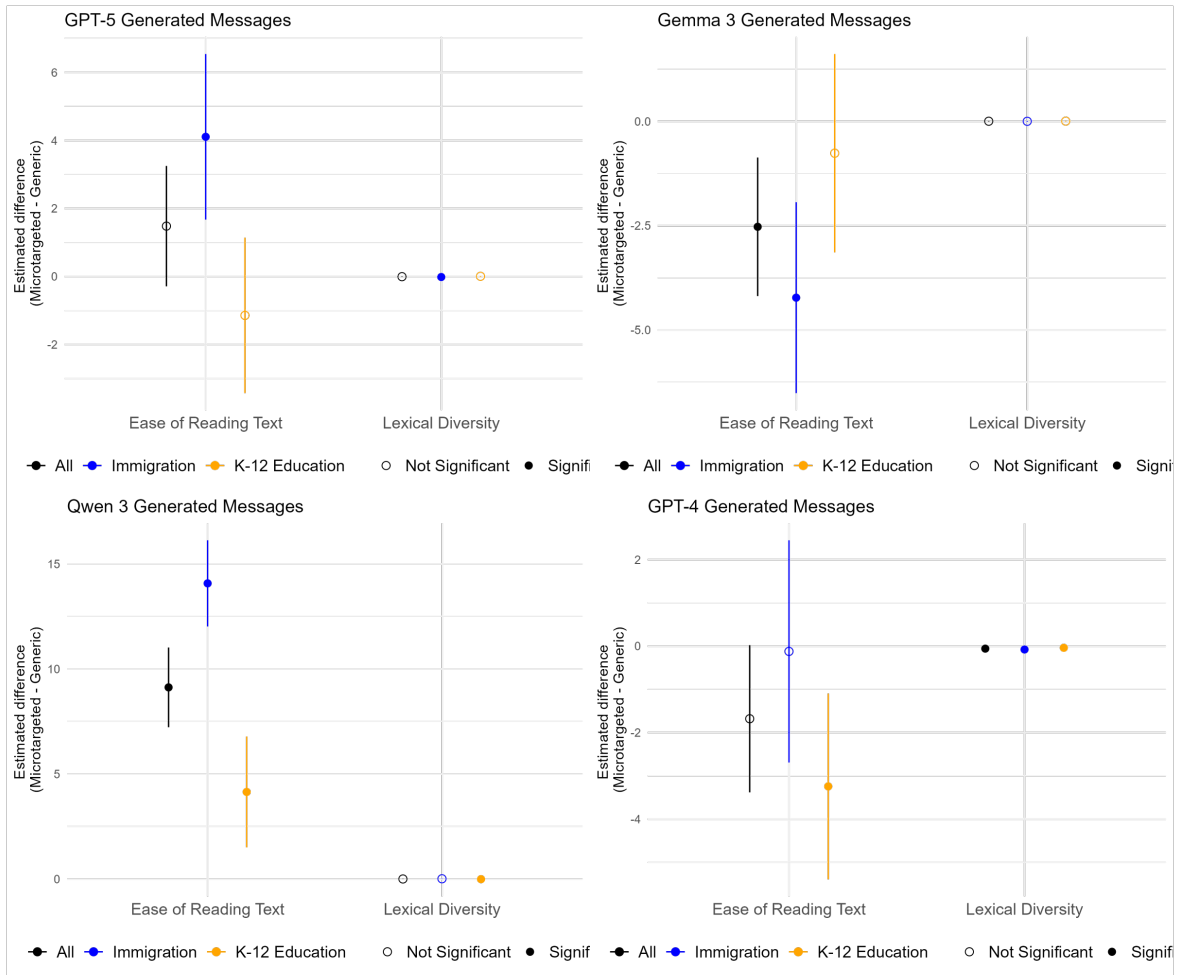 GPT-5 Generated Messages
Estimated difference
(Microtargeted - Generic)
6
4
2
0
-2
Ease of Reading Text Lexical Diversity
All Immigration K-12 Education Not Significant Signifi
Gemma 3 Generated Messages
Estimated difference
(Microtargeted - Generic)
0.0
-2.5
-5.0
Ease of Reading Text Lexical Diversity
All Immigration K-12 Education Not Significant Signi
Qwen 3 Generated Messages
Estimated difference
(Microtargeted - Generic)
15
10
5
0
Ease of Reading Text Lexical Diversity
All Immigration K-12 Education Not Significant Signif
GPT-4 Generated Messages
Estimated difference
(Microtargeted - Generic)
2
0
-2
-4
Ease of Reading Text Lexical Diversity
All Immigration K-12 Education Not Significant Signif